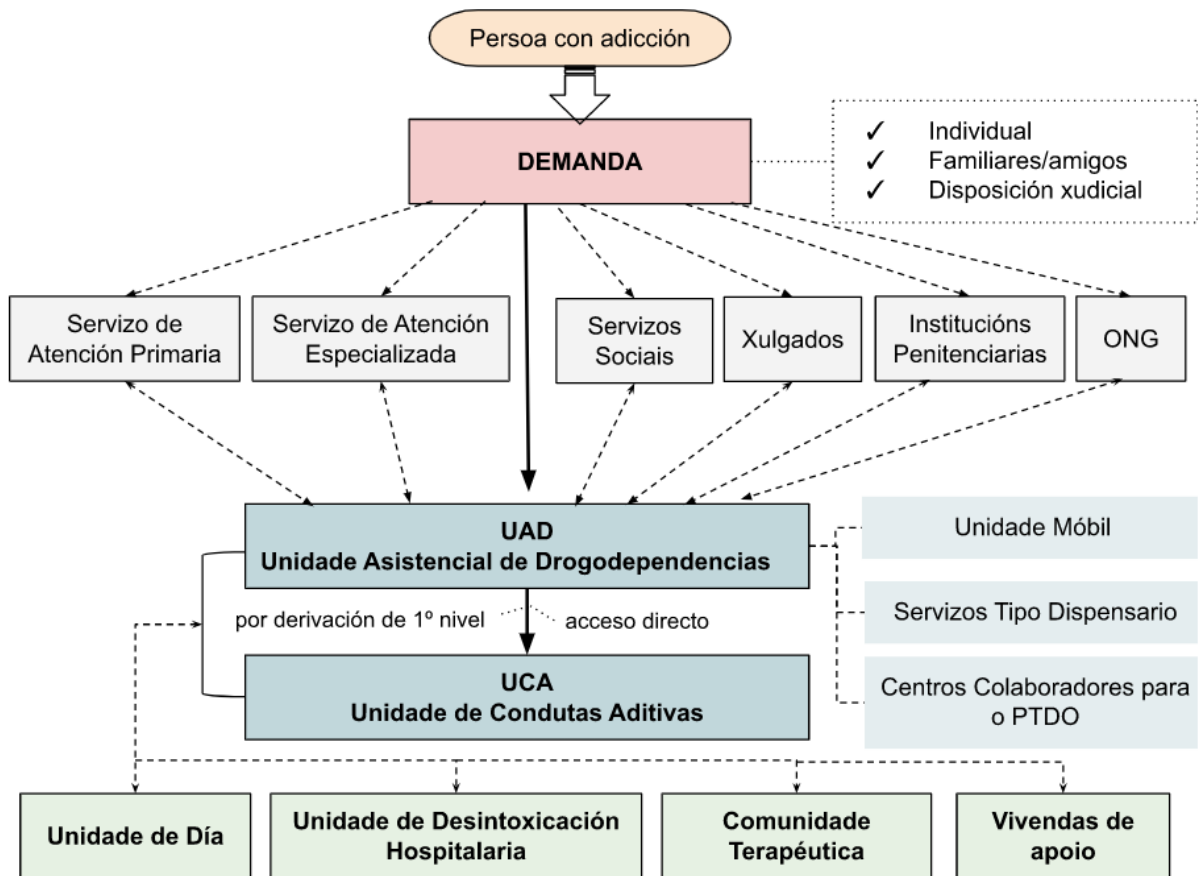 Persoa con adicción
DEMANDA
✓ Individual
✓ Familiares/amigos
✓ Disposición xudicial
Servizo de
Atención Primaria
Servizo de Atención
Especializada
Servizos
Sociais
Xulgados
Institucións
Penitenciarias
ONG
UAD
Unidade Asistencial de Drogodependencias
por derivación de 1º nivel
acceso directo
UCA
Unidade de Condutas Aditivas
Unidade Móbil
Servizos Tipo Dispensario
Centros Colaboradores para
o PTDO
Unidade de Día
Unidade de Desintoxicación
Hospitalaria
Comunidade
Terapéutica
Vivendas de
apoio